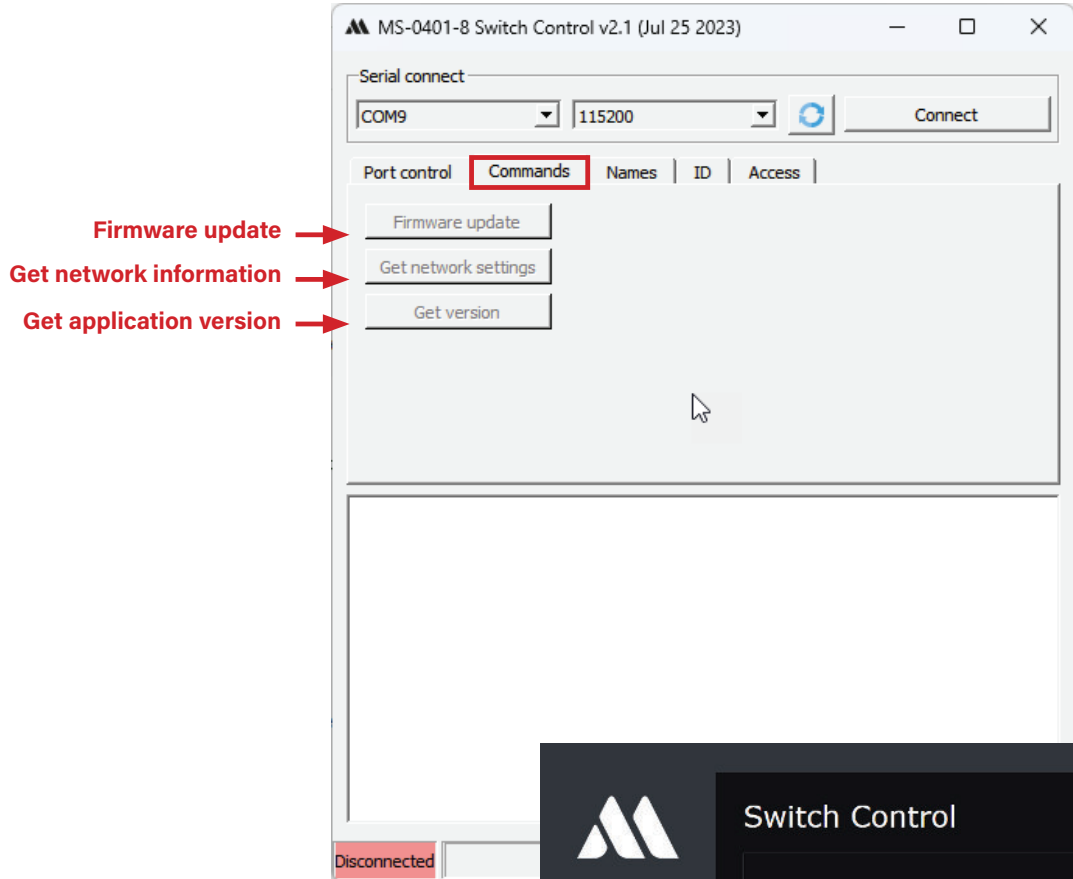 MS-0401-8 Switch Control v2.1 (Jul 25 2023)
Serial connect
COM9 115200 Connect
Port control Commands Names ID Access
Firmware update Firmware update
Get network information Get network settings
Get application version Get version
Switch Control
Disconnected